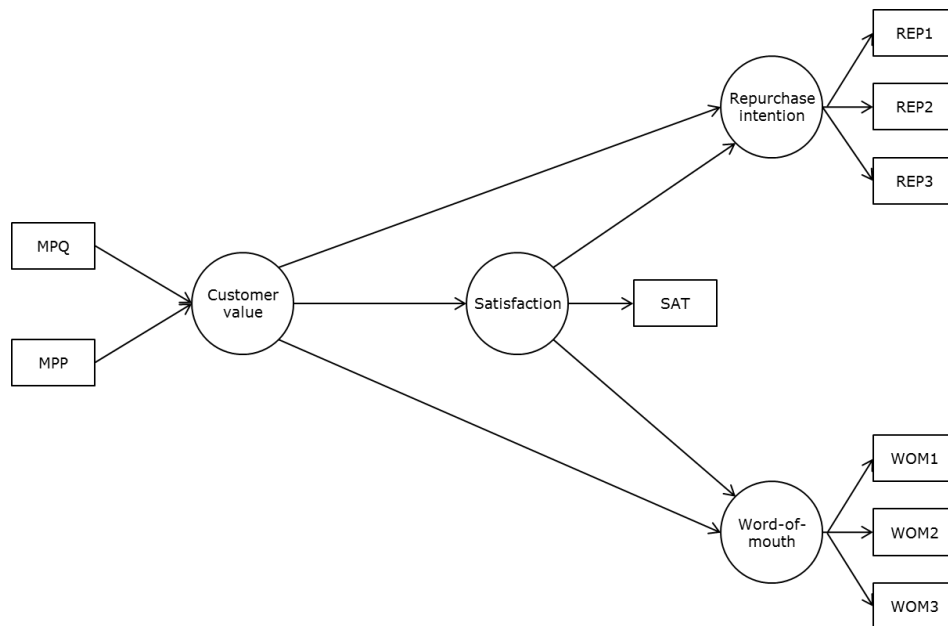 REP1
Repurchase
intention
REP2
REP3
MPQ
Customer
value
Satisfaction
SAT
MPP
WOM1
Word-of-
mouth
WOM2
WOM3